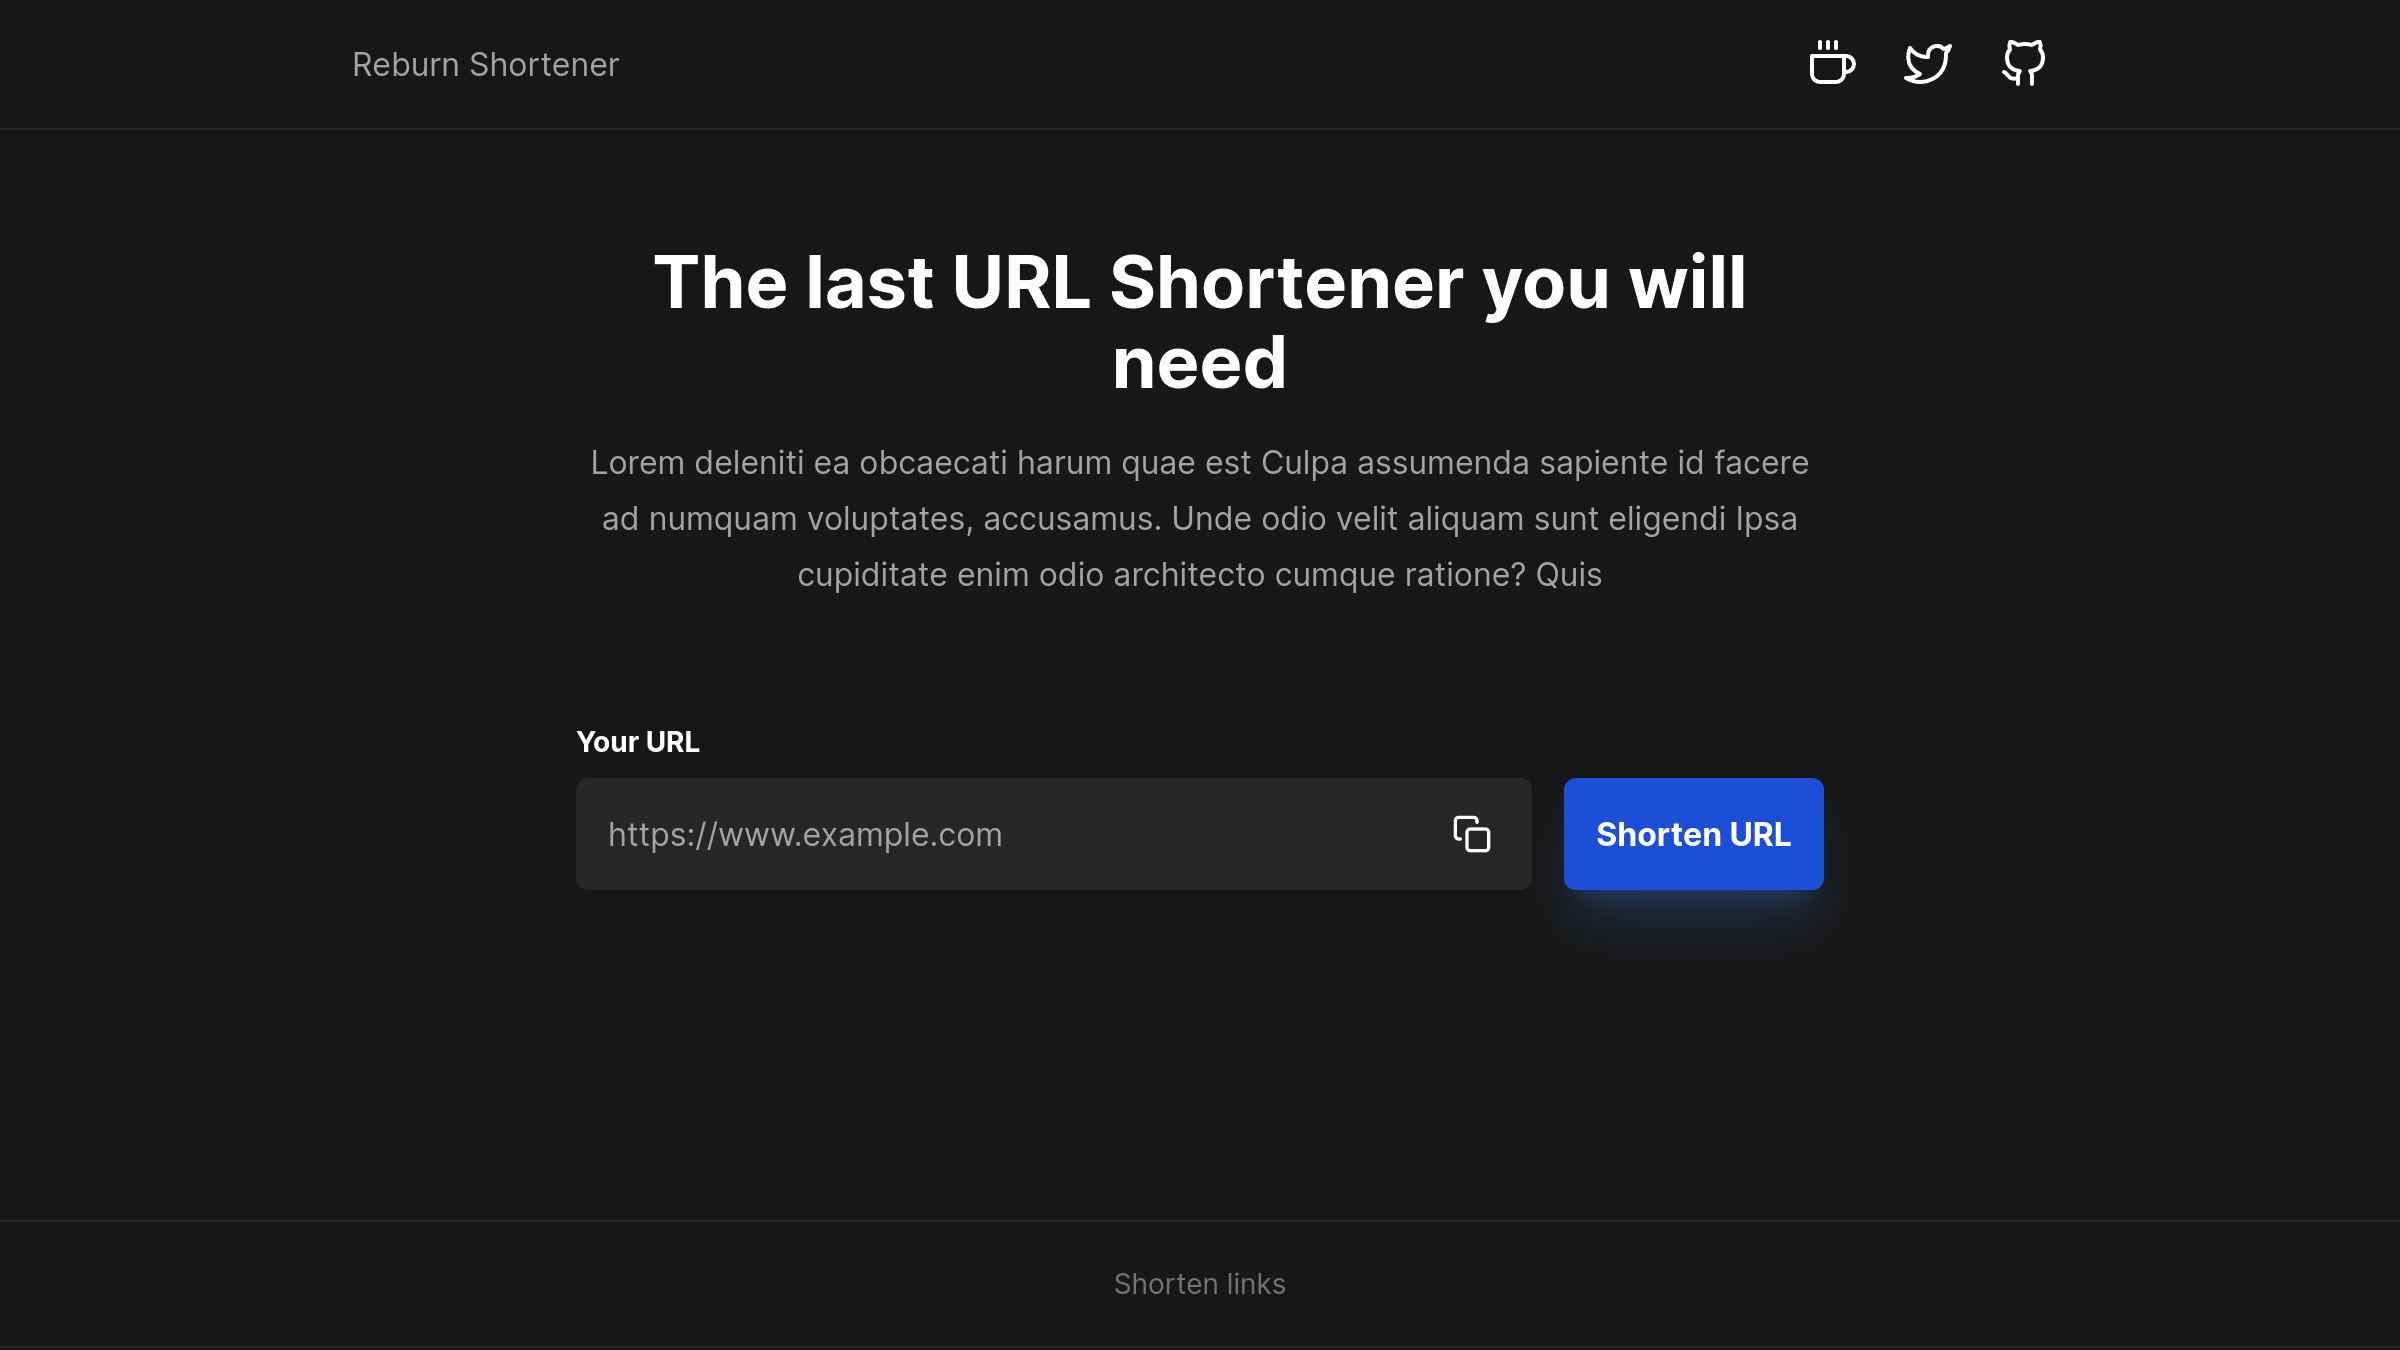 Reburn Shortener
The last URL Shortener you will
need
Lorem deleniti ea obcaecati harum quae est Culpa assumenda sapiente id facere
ad numquam voluptates, accusamus. Unde odio velit aliquam sunt eligendi Ipsa
cupiditate enim odio architecto cumque ratione? Quis
Your URL
https://www.example.com
Shorten URL
Shorten links